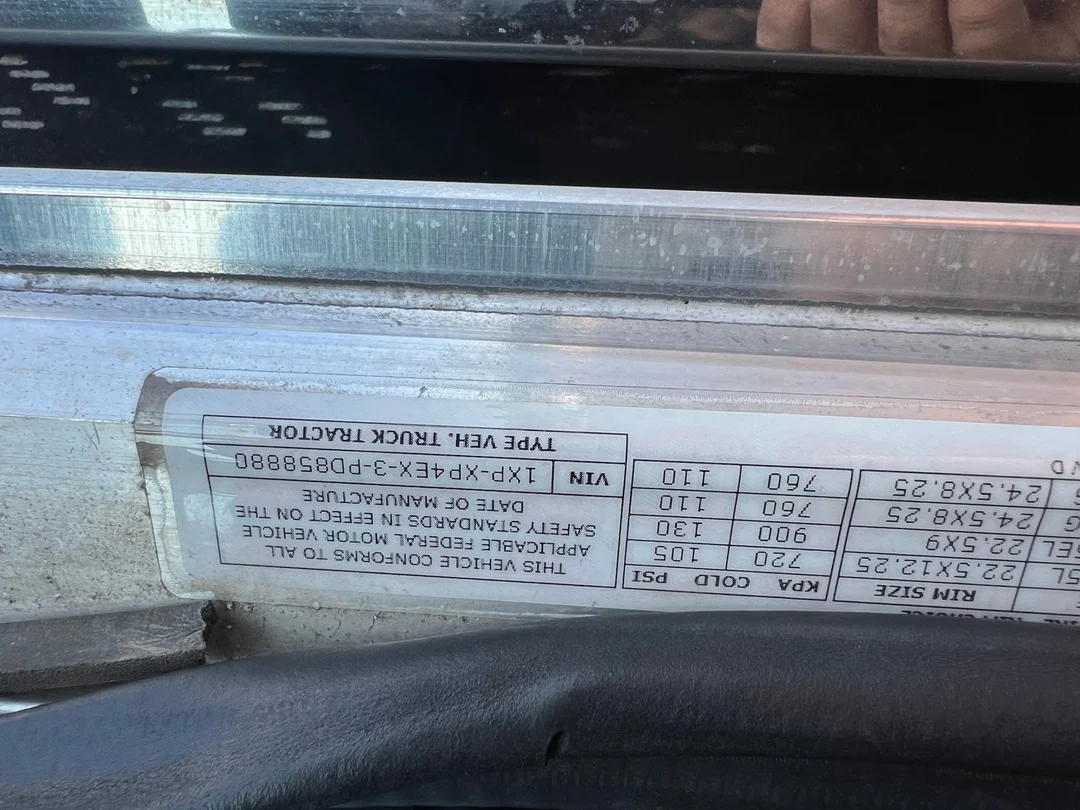 RIM SIZE
22.5X12.25
22.5X9
24.5X8.25
24.5X8.25
KPA COLD PSI
720 105
900 130
760 110
760 110
THIS VEHICLE CONFORMS TO ALL
APPLICABLE FEDERAL MOTOR VEHICLE
SAFETY STANDARDS IN EFFECT ON THE
DATE OF MANUFACTURE
VIN 1XP-XP4EX-3-PD858880
TYPE VEH. TRUCK TRACTOR